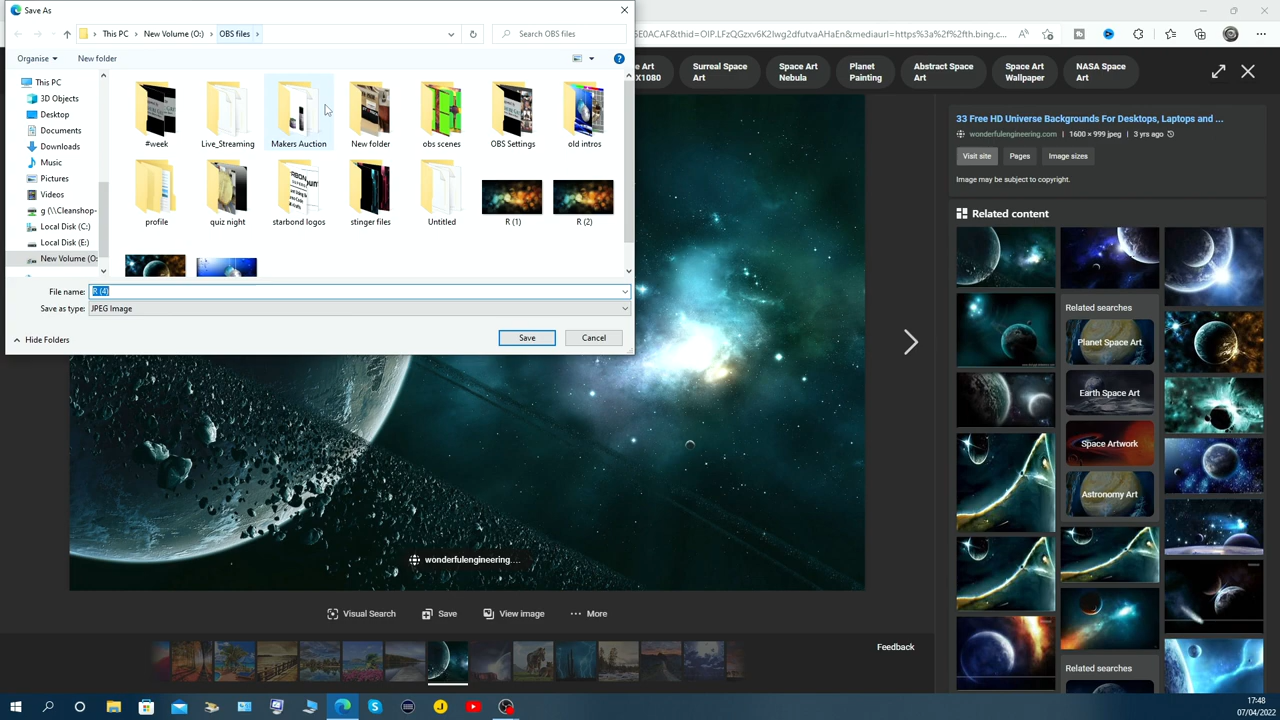 Save As
This PC > New Volume (O:) > OBS files >
Search OBS files
Organise
New folder
This PC
3D Objects
Desktop
Documents
Downloads
Music
Pictures
Videos
g (\\Cleanshop-
Local Disk (C:)
Local Disk (E:)
New Volume (O:
#week
Live_Streaming
Makers Auction
New folder
obs scenes
OBS Settings
old intros
profile
quiz night
starbond logos
stinger files
Untitled
R (1)
R (2)
File name: R (4)
Save as type: JPEG Image
Hide Folders
Save
Cancel
e Art
X1080
Surreal Space
Art
Space Art
Nebula
Planet
Painting
Abstract Space
Art
Space Art
Wallpaper
NASA Space
Art
33 Free HD Universe Backgrounds For Desktops, Laptops and ...
wonderfulengineering.com | 1600 × 999 jpeg | 3 yrs ago
Visit site
Pages
Image sizes
Image may be subject to copyright.
Related content
Related searches
Planet Space Art
Earth Space Art
Space Artwork
Astronomy Art
Related searches
wonderfulengineering....
Visual Search
Save
View image
More
Feedback
17:48
07/04/2022